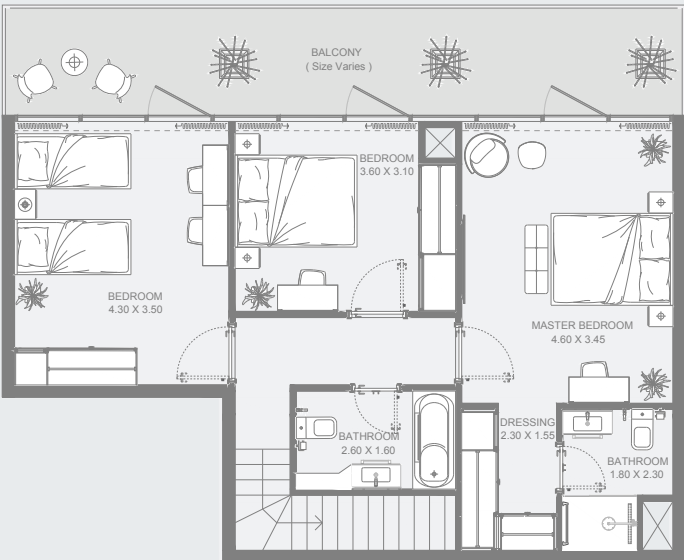 BALCONY
( Size Varies )
BEDROOM
3.60 X 3.10
BEDROOM
4.30 X 3.50
MASTER BEDROOM
4.60 X 3.45
DRESSING
2.30 X 1.55
BATHROOM
2.60 X 1.60
BATHROOM
1.80 X 2.30